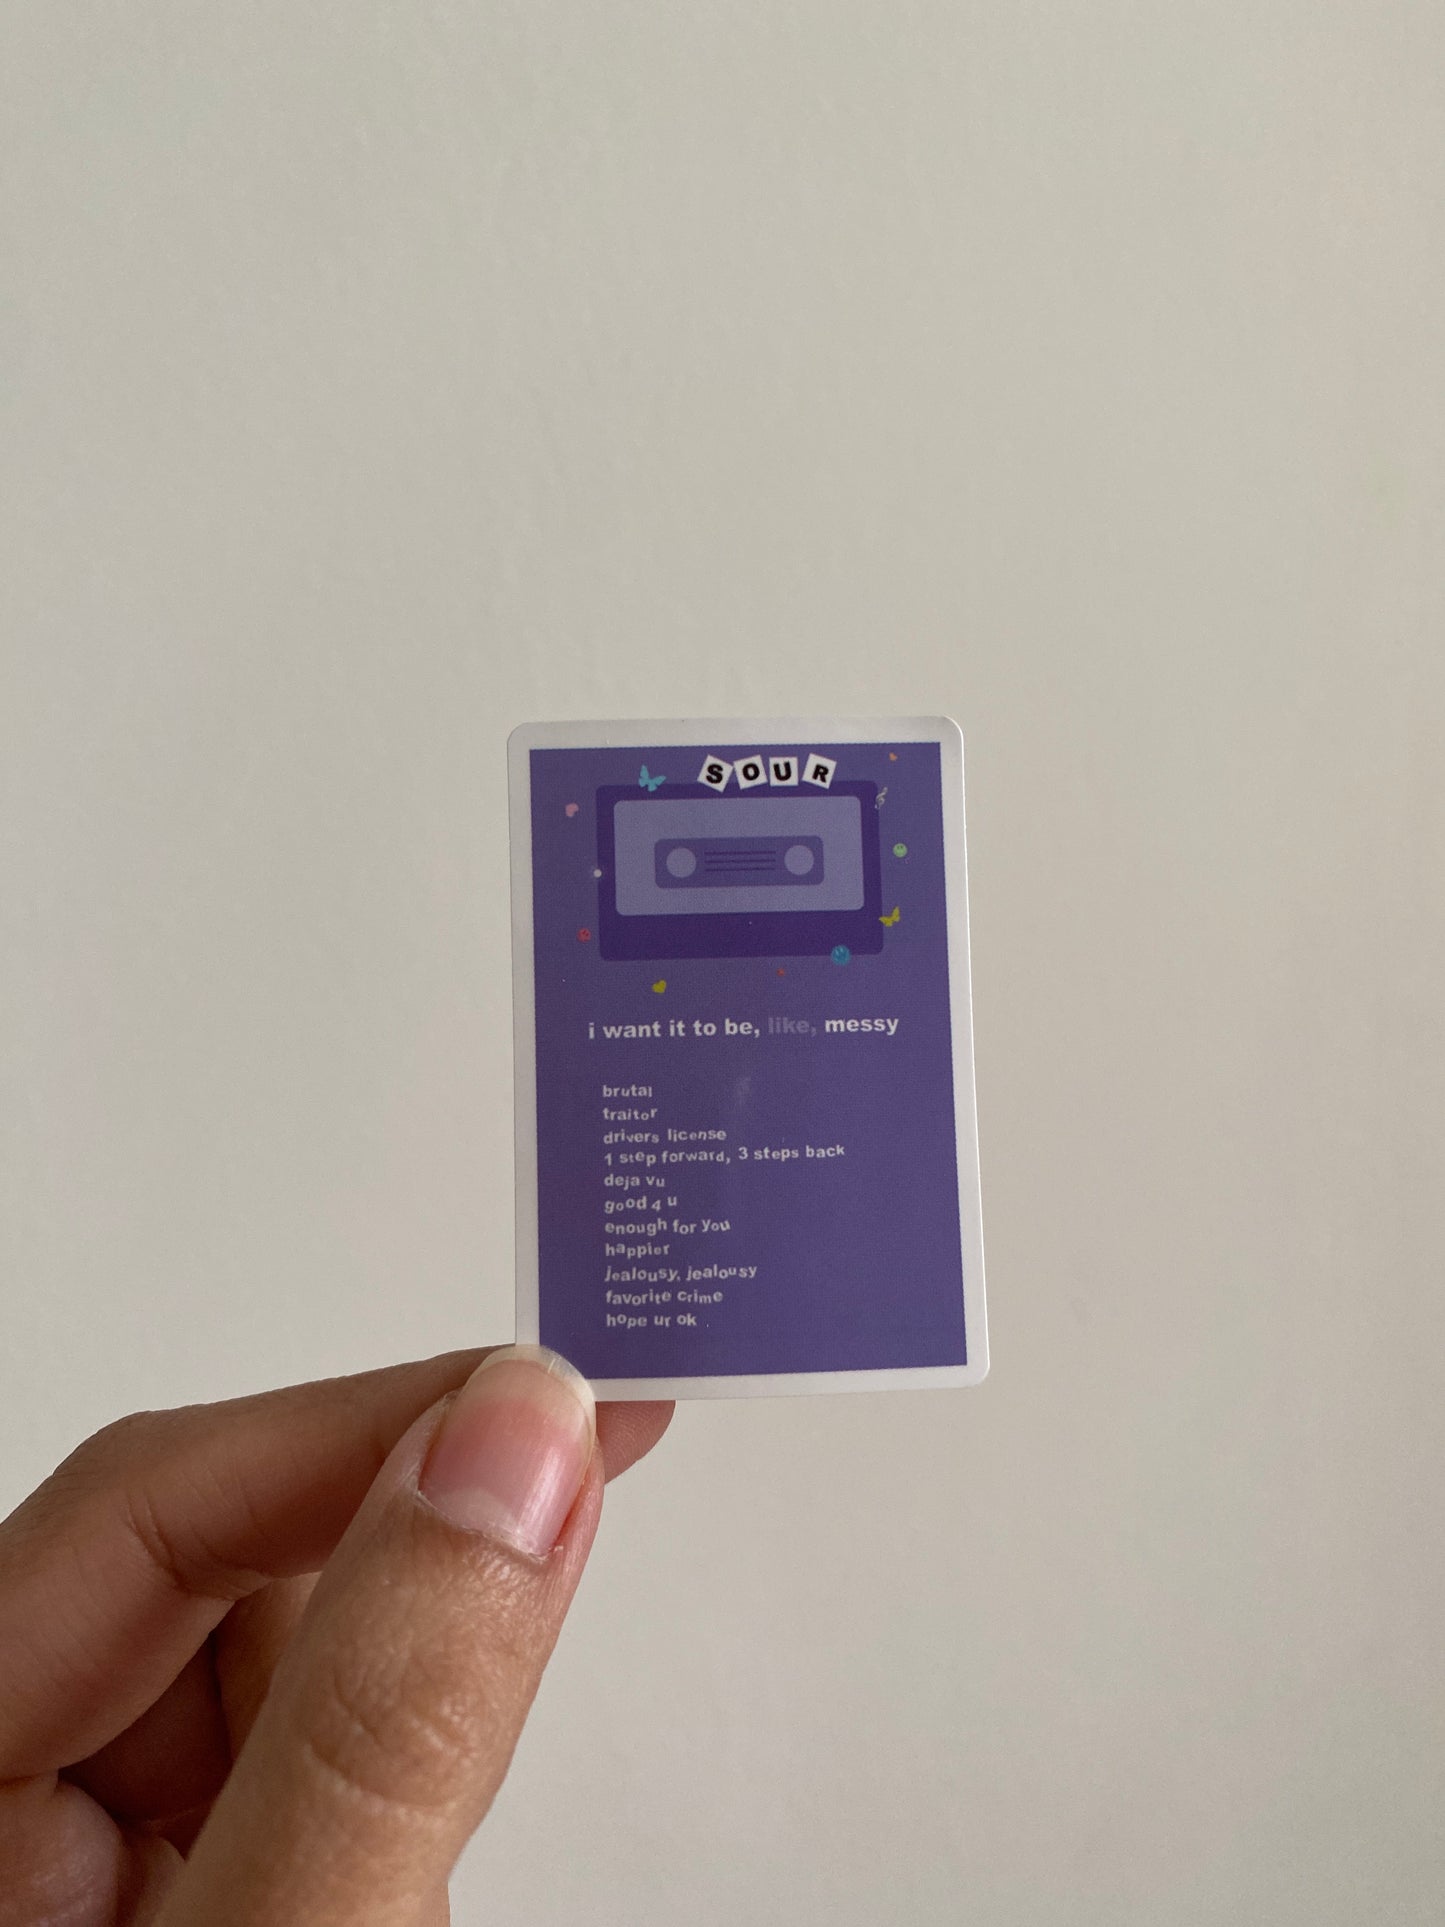 SOUR
i want it to be, like, messy
brutal
traitor
drivers license
1 step forward, 3 steps back
deja vu
good 4 u
enough for you
happier
jealousy, jealousy
favorite crime
hope ur ok